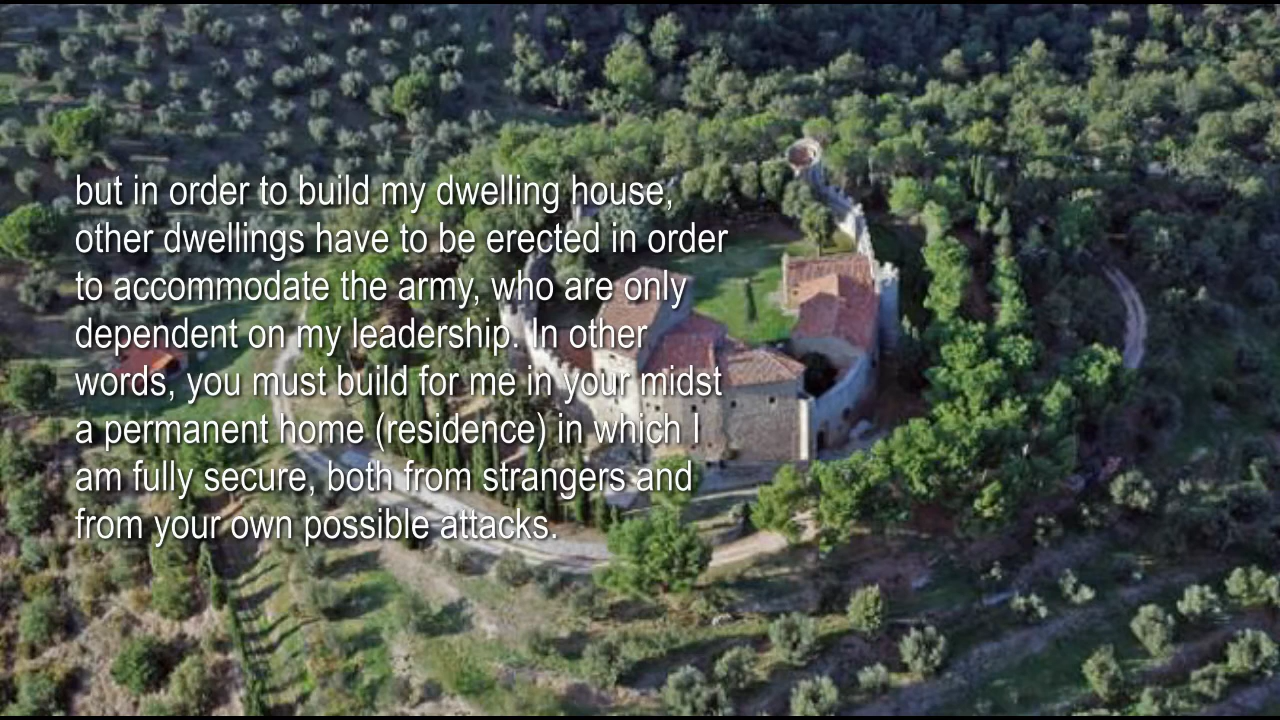 but in order to build my dwelling house,
other dwellings have to be erected in order
to accommodate the army, who are only
dependent on my leadership. In other
words, you must build for me in your midst
a permanent home (residence) in which I
am fully secure, both from strangers and
from your own possible attacks.